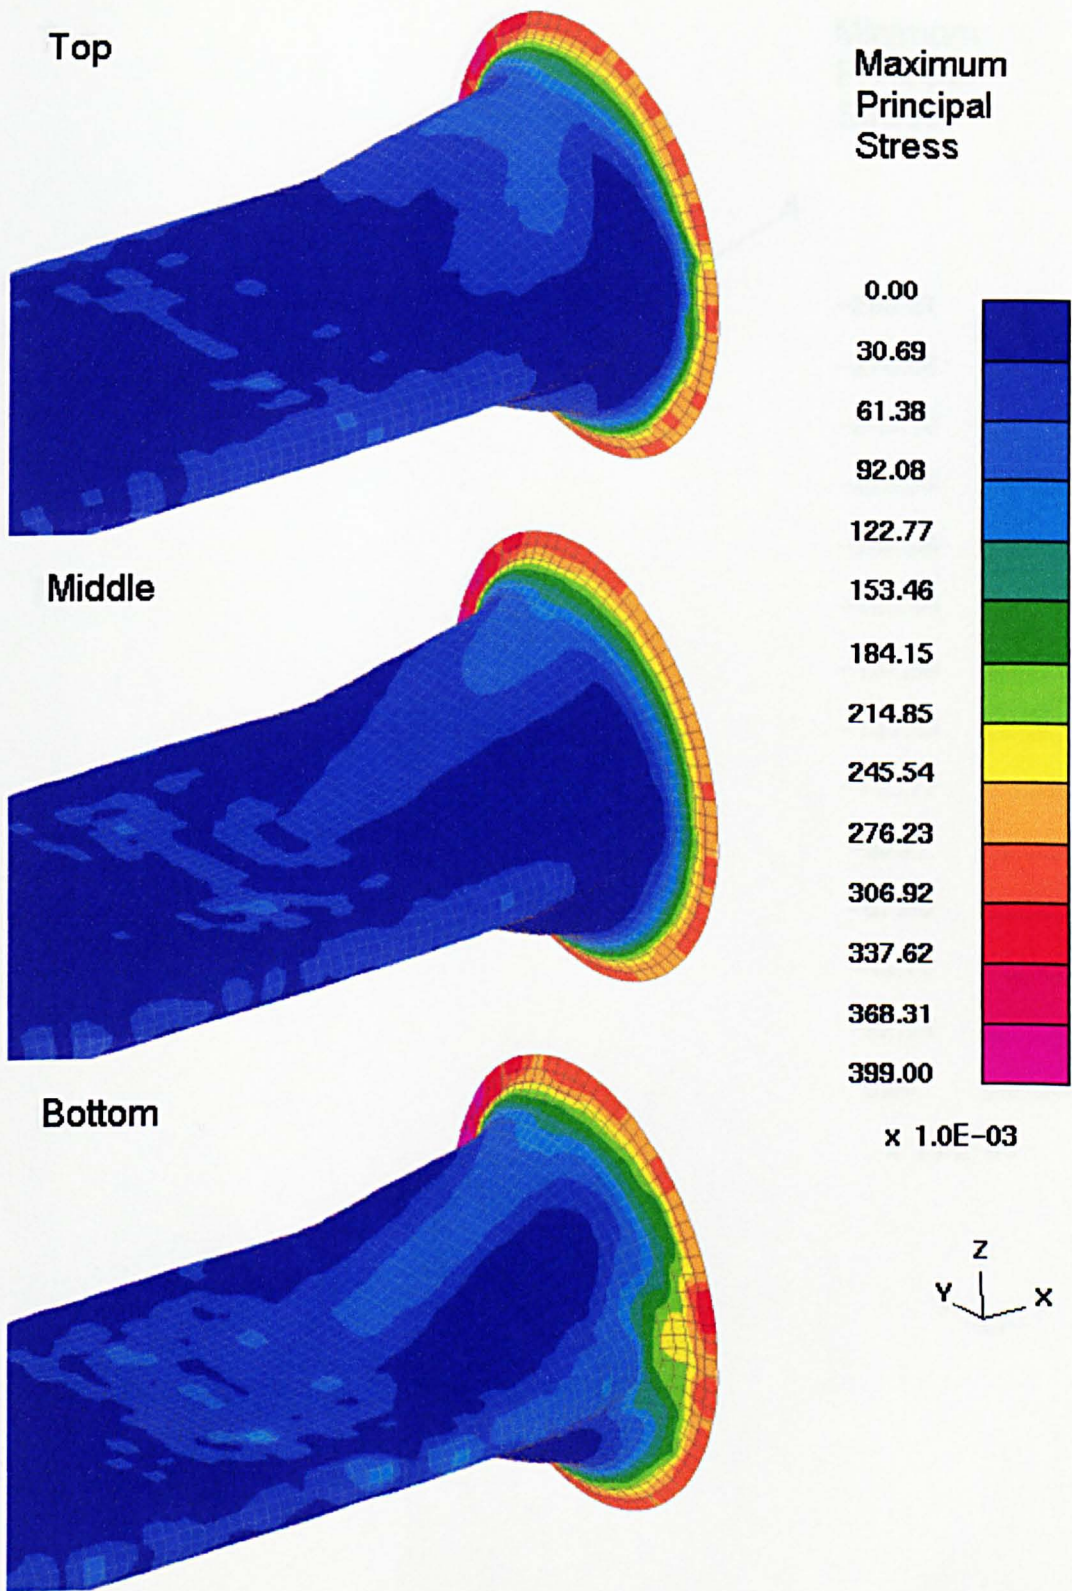 Top
Maximum
Principal
Stress
0.00
30.69
61.38
92.08
122.77
153.46
184.15
214.85
245.54
276.23
306.92
337.62
368.31
399.00
x 1.0E-03
Middle
Bottom
Z
Y
X